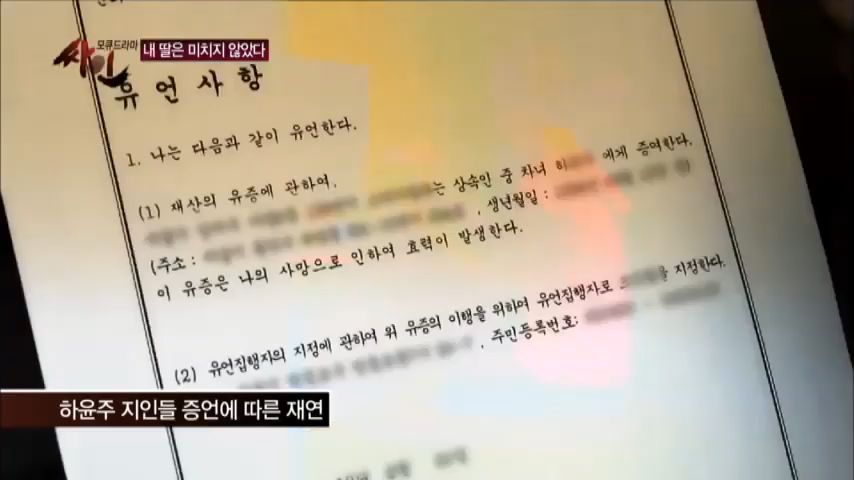 모큐드라마
싸인
내 딸은 미치지 않았다
유언사항
1. 나는 다음과 같이 유언한다.
(1) 재산의 유증에 관하여.
는 상속인 중 차녀 하 에게 증여한다.
(주소 : , 생년월일 :
이 유증은 나의 사망으로 인하여 효력이 발생한다.
(2) 유언집행자의 지정에 관하여 위 유증의 이행을 위하여 유언집행자로 을 지정한다.
, 주민등록번호:
하윤주 지인들 증언에 따른 재연